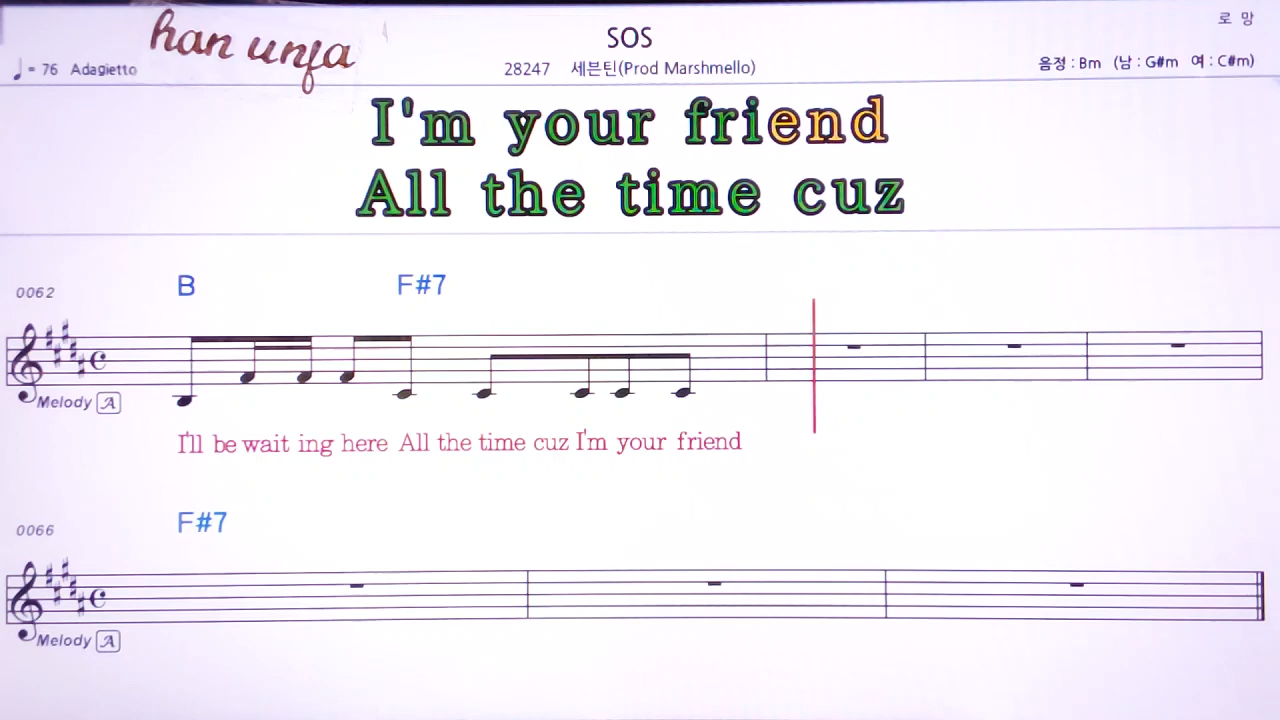 로망
han unfa
SOS
♩= 76 Adagietto
28247 세븐틴(Prod Marshmello)
음정 : Bm (남 : G#m 여 : C#m)
I'm your friend
All the time cuz
B F#7
0062
Melody A
I'll be wait ing here All the time cuz I'm your friend
F#7
0066
Melody A